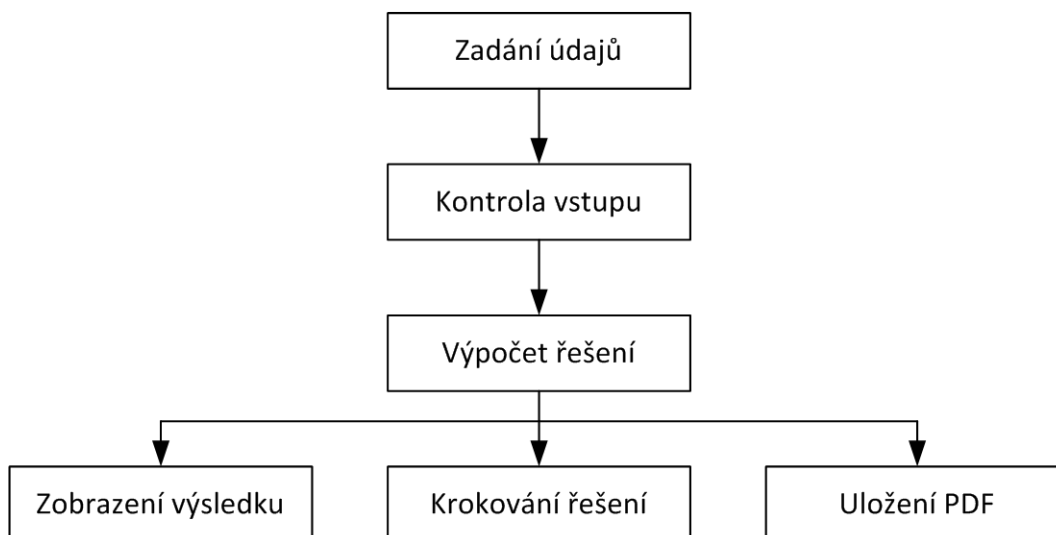 Zadání údajů
Kontrola vstupu
Výpočet řešení
Zobrazení výsledku
Krokování řešení
Uložení PDF